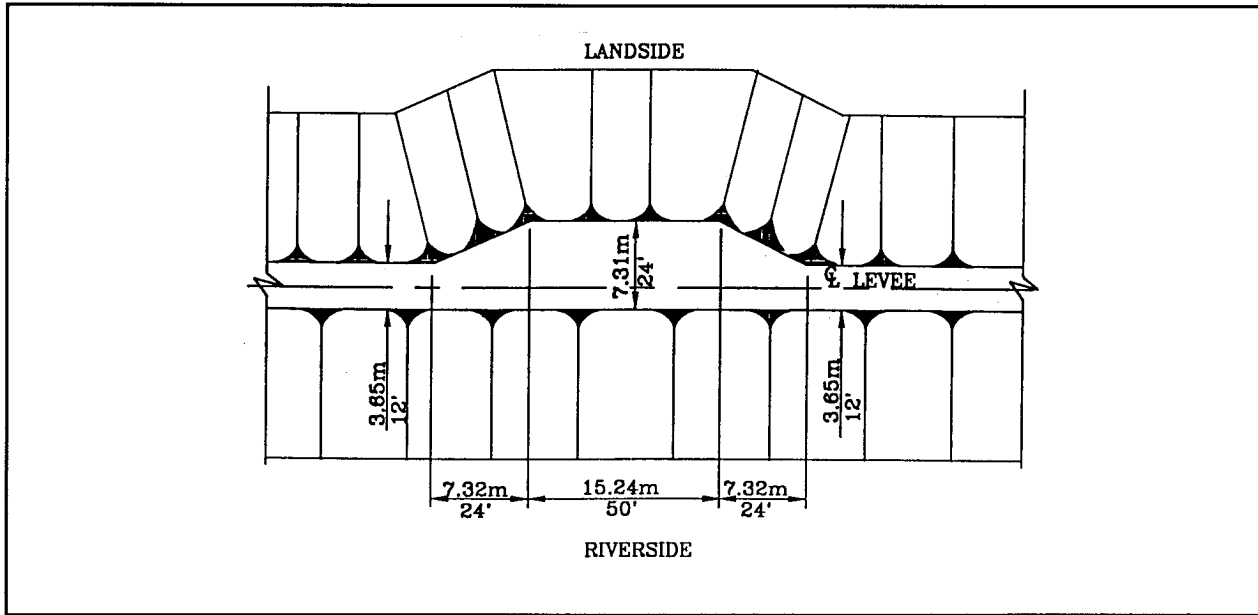 LANDSIDE
7.31m
24'
℄ LEVEE
3.65m
12'
3.65m
12'
7.32m
24'
15.24m
50'
7.32m
24'
RIVERSIDE